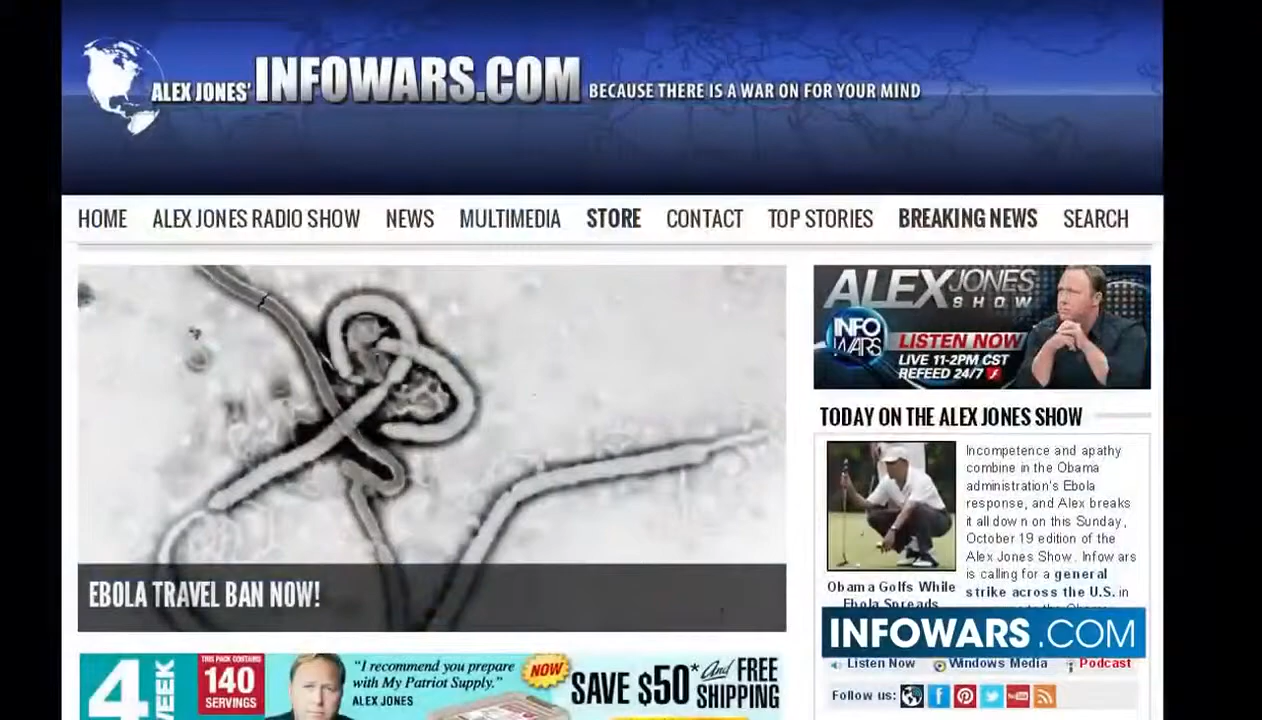 ALEX JONES' INFOWARS.COM BECAUSE THERE IS A WAR ON FOR YOUR MIND
HOME ALEX JONES RADIO SHOW NEWS MULTIMEDIA STORE CONTACT TOP STORIES BREAKING NEWS SEARCH
EBOLA TRAVEL BAN NOW!
4 WEEK
THIS PACK CONTAINS
140
SERVINGS
"I recommend you prepare
with My Patriot Supply."
ALEX JONES
NOW
SAVE $50* And FREE
SHIPPING
ALEX JONES
SHOW
INFO
WARS
LISTEN NOW
LIVE 11-2PM CST
REFEED 24/7
TODAY ON THE ALEX JONES SHOW
Obama Golfs While
Ebola Spreads
Incompetence and apathy
combine in the Obama
administration's Ebola
response, and Alex breaks
it all down on this Sunday,
October 19 edition of the
Alex Jones Show. Infowars
is calling for a general
strike across the U.S. in
INFOWARS.COM
Listen Now Windows Media Podcast
Follow us: